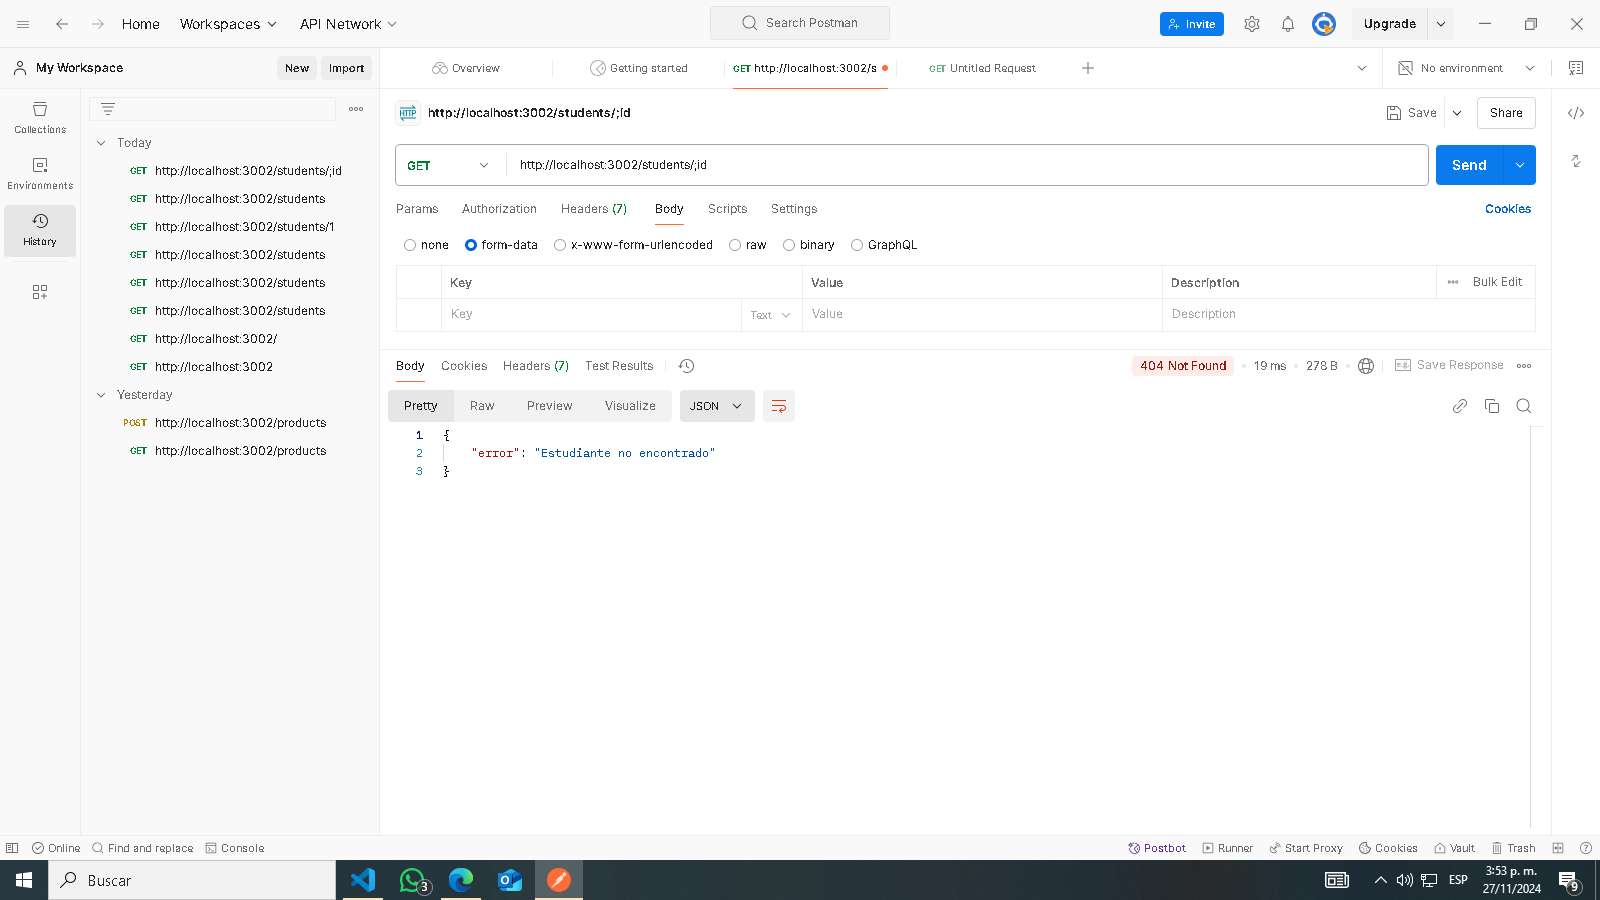 Home Workspaces API Network Search Postman Invite Upgrade
My Workspace New Import Overview Getting started GET http://localhost:3002/s GET Untitled Request No environment
Collections
Environments
History
Today
GET http://localhost:3002/students/;id
GET http://localhost:3002/students
GET http://localhost:3002/students/1
GET http://localhost:3002/students
GET http://localhost:3002/students
GET http://localhost:3002/students
GET http://localhost:3002/
GET http://localhost:3002
Yesterday
POST http://localhost:3002/products
GET http://localhost:3002/products
HTTP http://localhost:3002/students/;id Save Share
GET http://localhost:3002/students/;id Send
Params Authorization Headers (7) Body Scripts Settings Cookies
none form-data x-www-form-urlencoded raw binary GraphQL
Key Value Description Bulk Edit
Key Text Value Description
Body Cookies Headers (7) Test Results 404 Not Found 19 ms 278 B Save Response
Pretty Raw Preview Visualize JSON
1 {
2 "error": "Estudiante no encontrado"
3 }
Online Find and replace Console Postbot Runner Start Proxy Cookies Vault Trash
Buscar 3 ESP 3:53 p. m. 9
27/11/2024